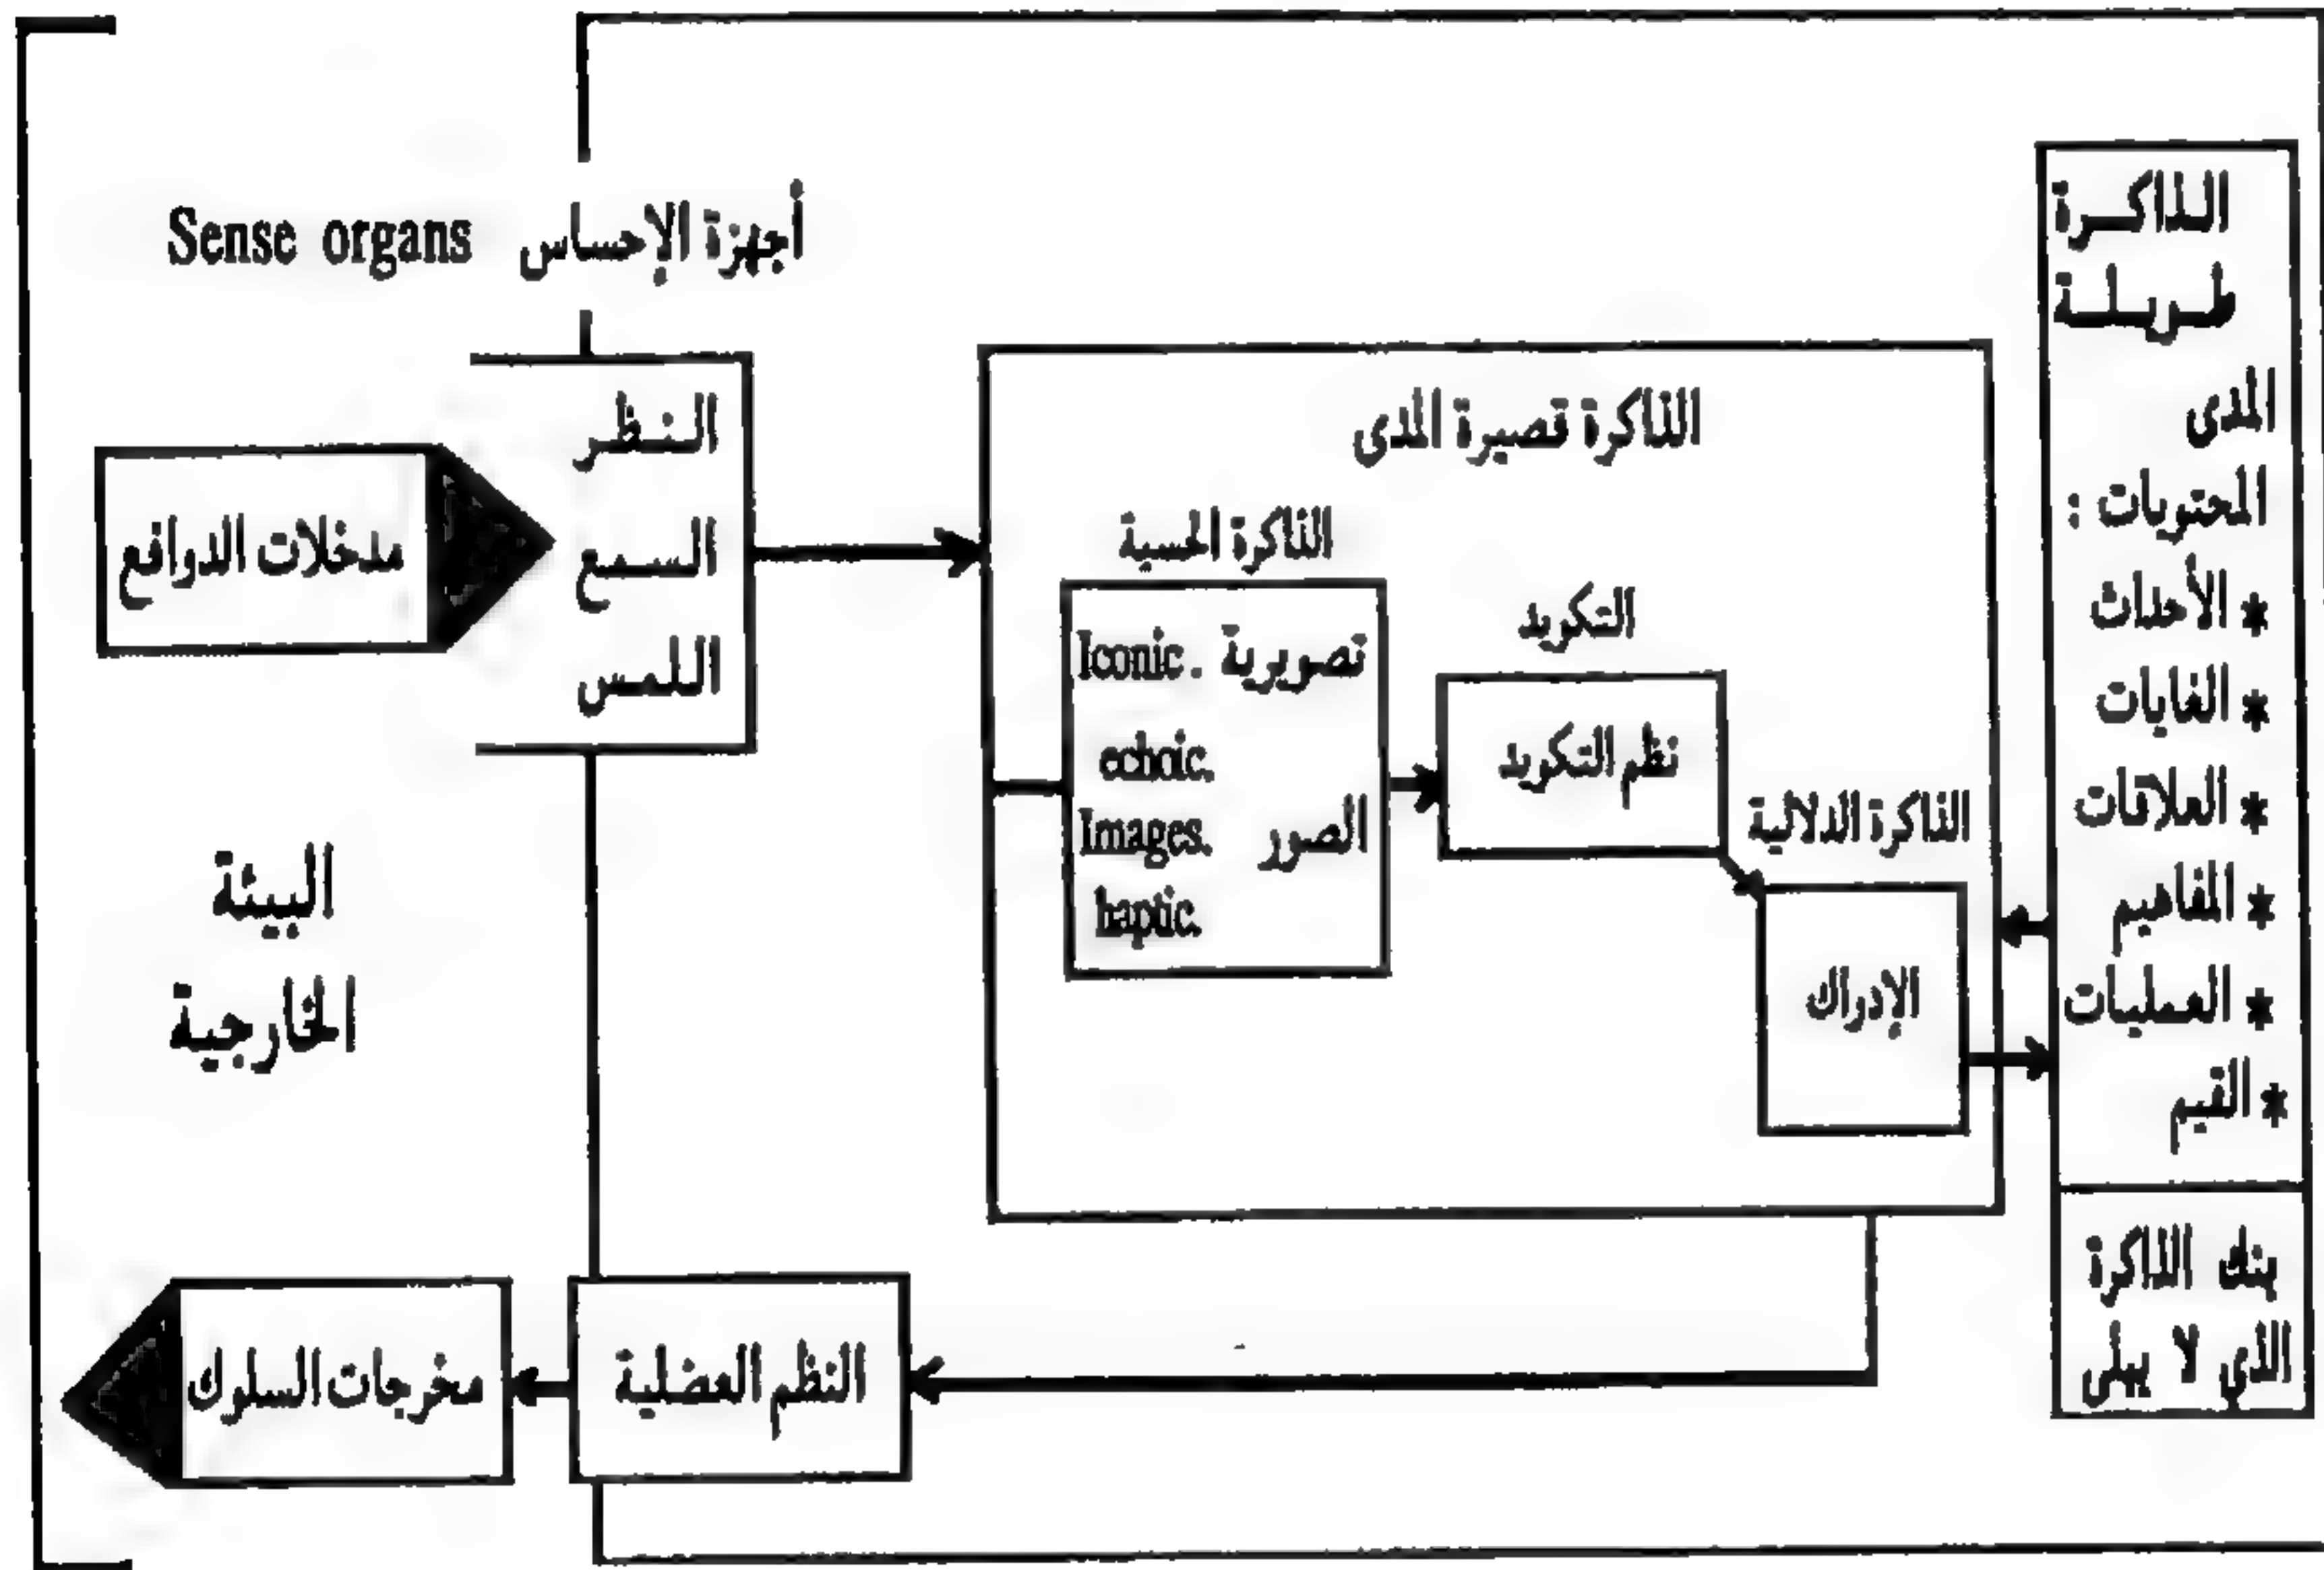 أجهزة الإحساس Sense organs
النظر
السمع
اللمس
مدخلات الدوافع
البيئة
الخارجية
الذاكرة قصيرة المدى
الذاكرة الحسية
تصويرية Iconic.
echoic.
الصور Images.
haptic.
التكويد
نظم التكويد
الذاكرة الدلالية
الإدراك
الذاكرة
طويلة
المدى
المحتويات :
* الأحداث
* الغايات
* العلاقات
* المفاهيم
* العمليات
* القيم
بنك الذاكرة
الذي لا يبلى
النظم العضلية
مخرجات السلوك